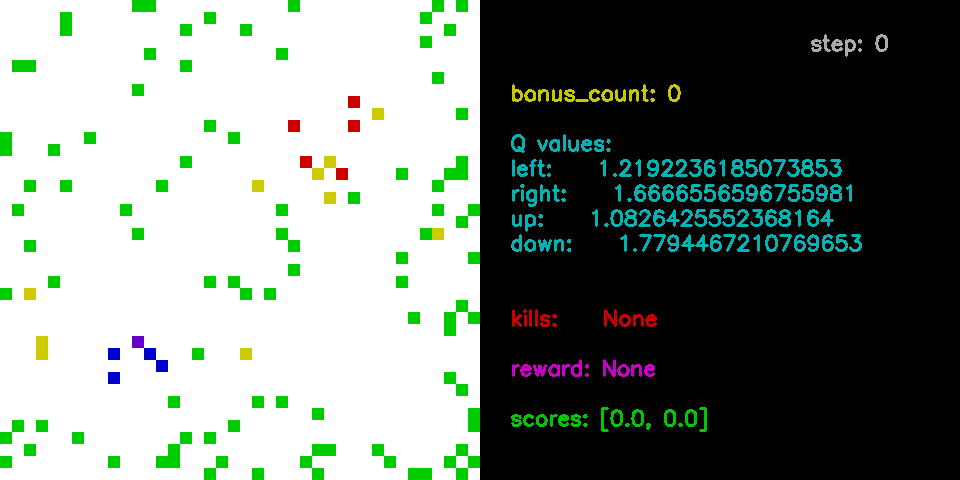 step: 0
bonus_count: 0
Q values:
left: 1.2192236185073853
right: 1.6666556596755981
up: 1.0826425552368164
down: 1.7794467210769653
kills: None
reward: None
scores: [0.0, 0.0]